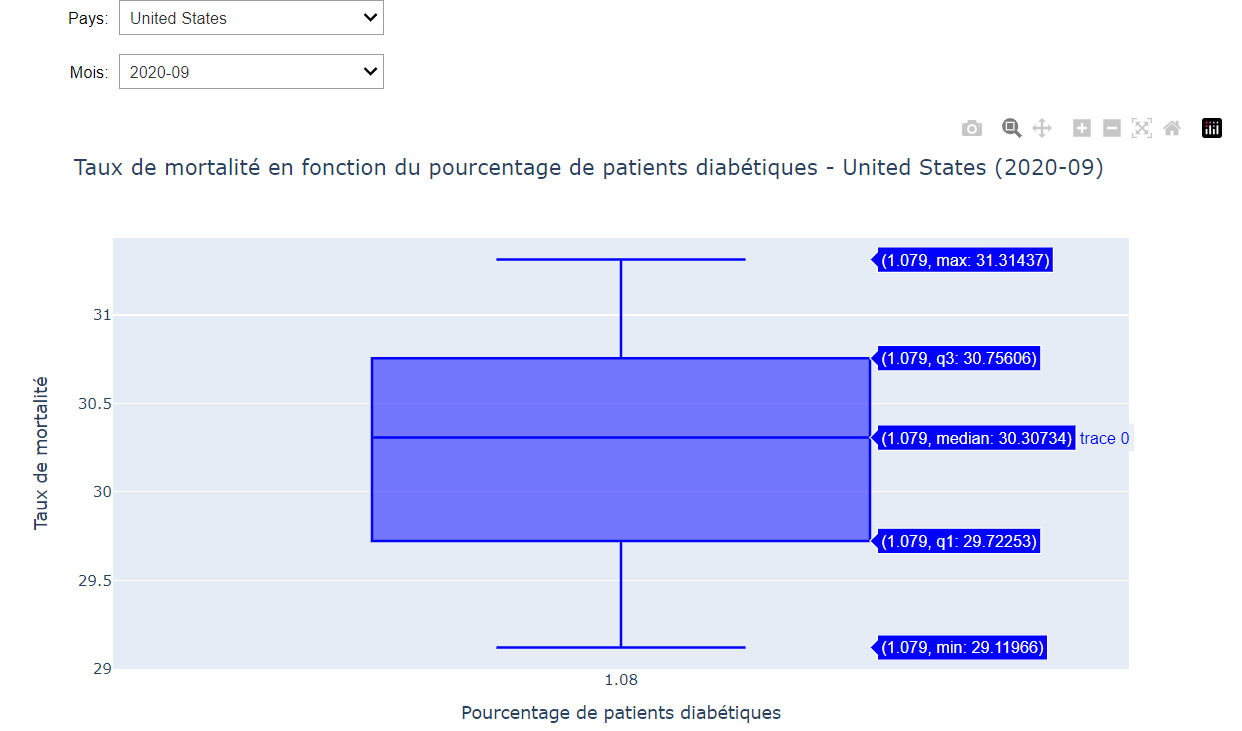 Pays: United States
Mois: 2020-09
Taux de mortalité en fonction du pourcentage de patients diabétiques - United States (2020-09)
(1.079, max: 31.31437)
31
(1.079, q3: 30.75606)
30.5
(1.079, median: 30.30734) trace 0
Taux de mortalité
30
(1.079, q1: 29.72253)
29.5
(1.079, min: 29.11966)
29
1.08
Pourcentage de patients diabétiques